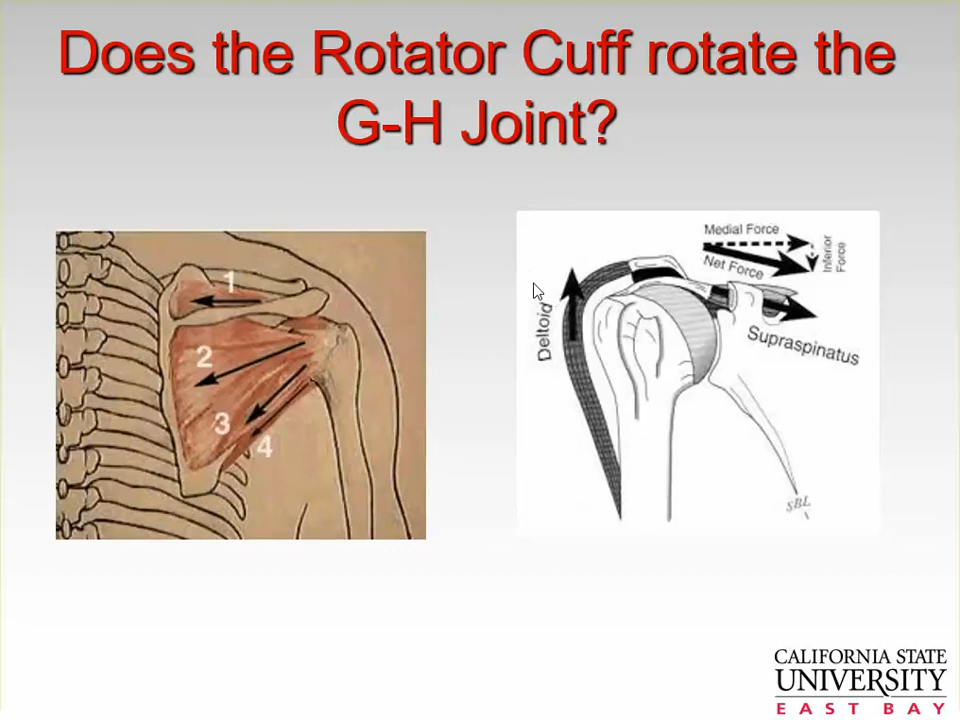 Does the Rotator Cuff rotate the
G-H Joint?
1
2
3
4
Medial Force
Net Force
Inferior
Force
Deltoid
Supraspinatus
SBL
CALIFORNIA STATE
UNIVERSITY
EAST BAY